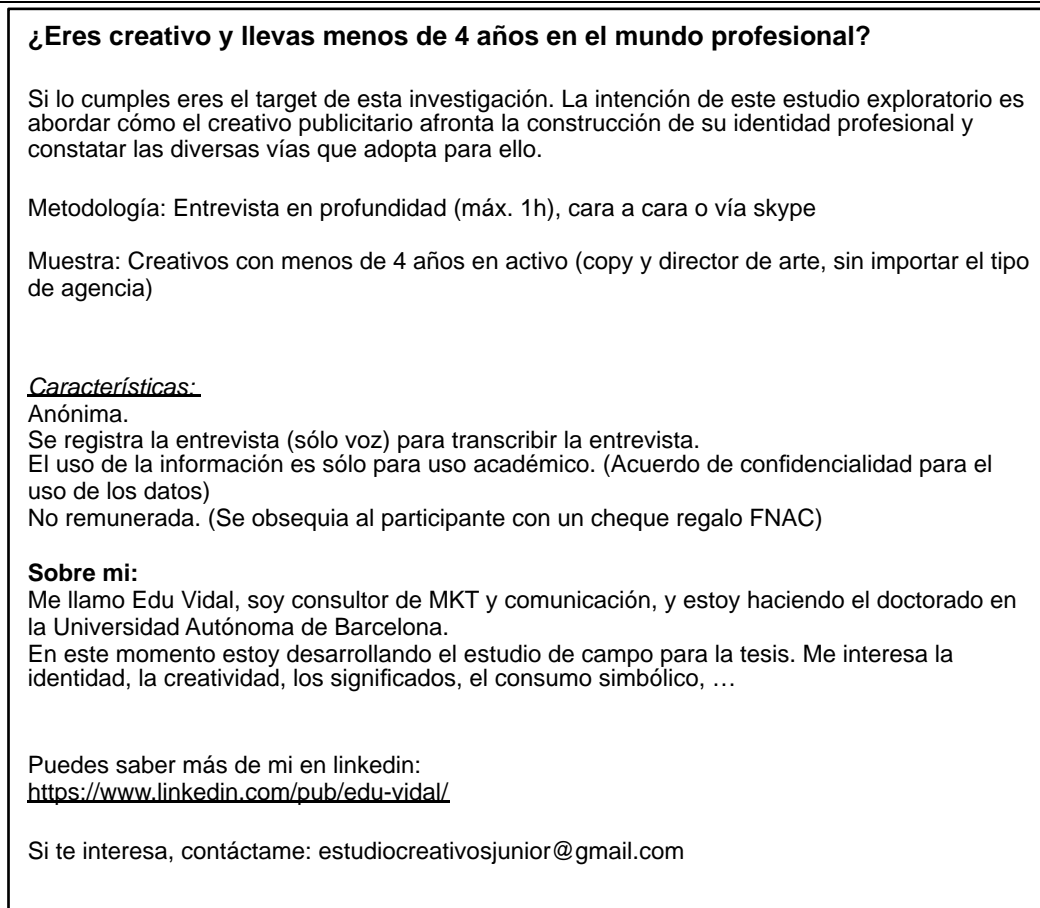 ¿Eres creativo y llevas menos de 4 años en el mundo profesional?
Si lo cumples eres el target de esta investigación. La intención de este estudio exploratorio es
abordar cómo el creativo publicitario afronta la construcción de su identidad profesional y
constatar las diversas vías que adopta para ello.
Metodología: Entrevista en profundidad (máx. 1h), cara a cara o vía skype
Muestra: Creativos con menos de 4 años en activo (copy y director de arte, sin importar el tipo
de agencia)
Características:
Anónima.
Se registra la entrevista (sólo voz) para transcribir la entrevista.
El uso de la información es sólo para uso académico. (Acuerdo de confidencialidad para el
uso de los datos)
No remunerada. (Se obsequia al participante con un cheque regalo FNAC)
Sobre mi:
Me llamo Edu Vidal, soy consultor de MKT y comunicación, y estoy haciendo el doctorado en
la Universidad Autónoma de Barcelona.
En este momento estoy desarrollando el estudio de campo para la tesis. Me interesa la
identidad, la creatividad, los significados, el consumo simbólico, …
Puedes saber más de mi en linkedin:
https://www.linkedin.com/pub/edu-vidal/
Si te interesa, contáctame: estudiocreativosjunior@gmail.com